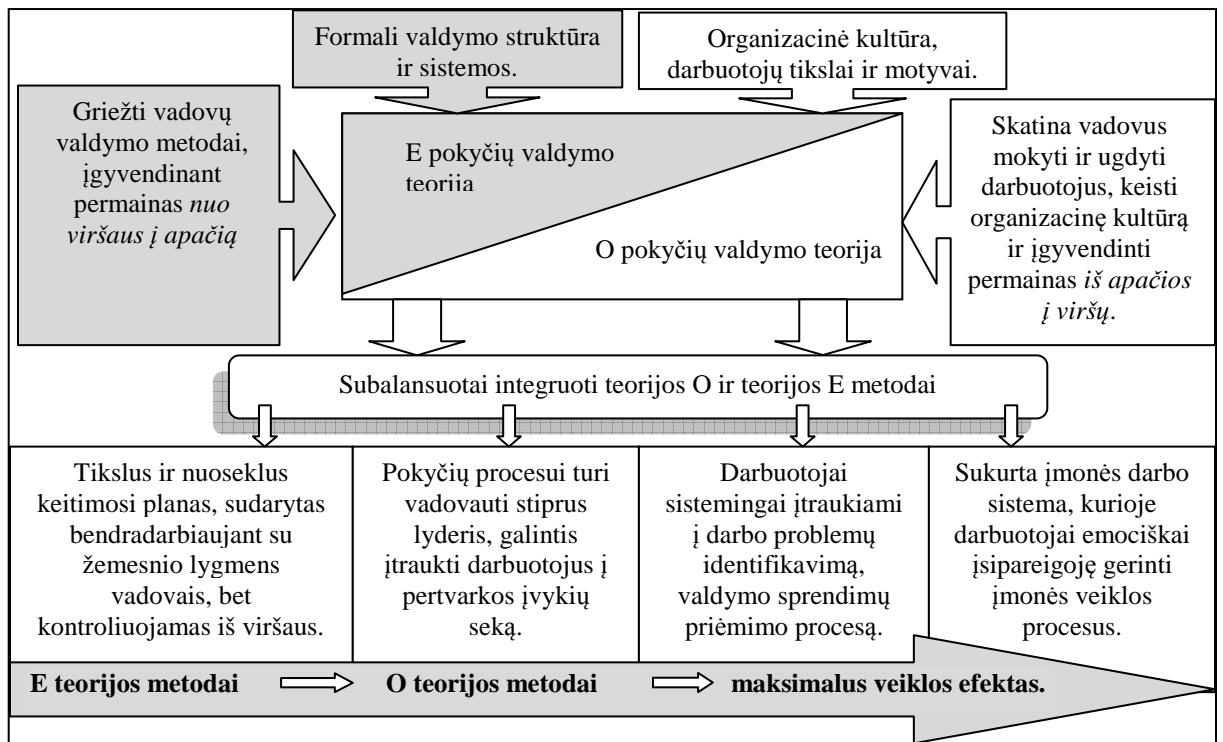 Formali valdymo struktūra
ir sistemos.
Organizacinė kultūra,
darbuotojų tikslai ir motyvai.
Griežti vadovų
valdymo metodai,
įgyvendinant
permainas nuo
viršaus į apačią
E pokyčių valdymo
teorija
O pokyčių valdymo teorija
Skatina vadovus
mokyti ir ugdyti
darbuotojus, keisti
organizacinę kultūrą
ir įgyvendinti
permainas iš apačios
į viršų.
Subalansuotai integruoti teorijos O ir teorijos E metodai
Tikslus ir nuoseklus
keitimosi planas, sudarytas
bendradarbiaujant su
žemesnio lygmens
vadovais, bet
kontroliuojamas iš viršaus.
Pokyčių procesui turi
vadovauti stiprus
lyderis, galintis
įtraukti darbuotojus į
pertvarkos įvykių
seką.
Darbuotojai
sistemingai įtraukiami
į darbo problemų
identifikavimą,
valdymo sprendimų
priėmimo procesą.
Sukurta įmonės darbo
sistema, kurioje
darbuotojai emociškai
įsipareigoję gerinti
įmonės veiklos
procesus.
E teorijos metodai
O teorijos metodai
maksimalus veiklos efektas.